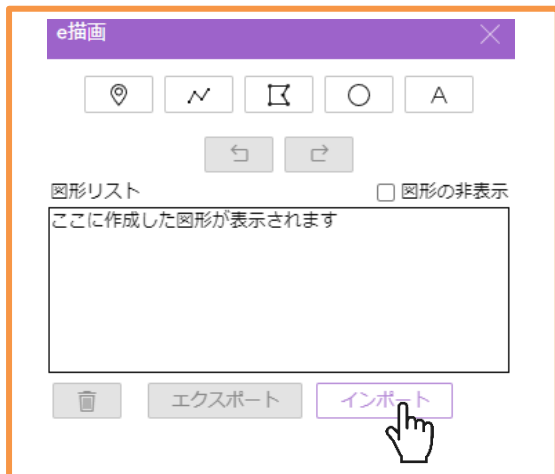 e描画
A
図形リスト 図形の非表示
ここに作成した図形が表示されます
エクスポート インポート